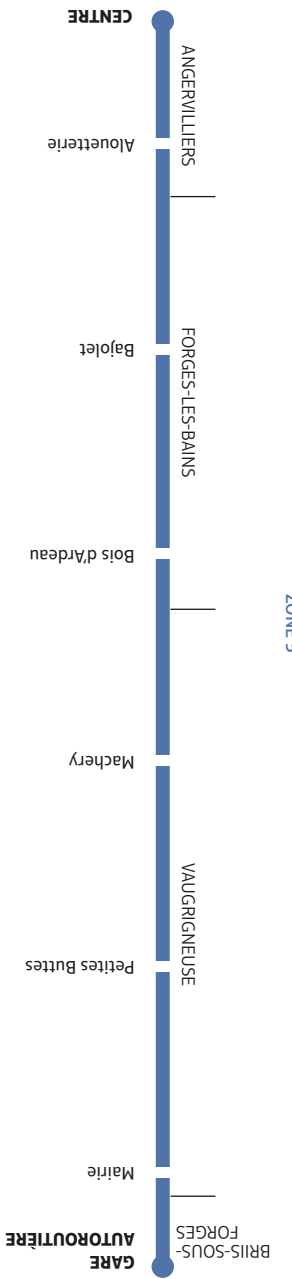 CENTRE
ANGERVILLIERS
Alouetterie
Bajolet
FORGES-LES-BAINS
Bois d'Ardeau
Machery
VAUGRIGNEUSE
Petites Buttes
Mairie
GARE
AUTOROUTIÈRE
BRIIS-SOUS-
FORGES